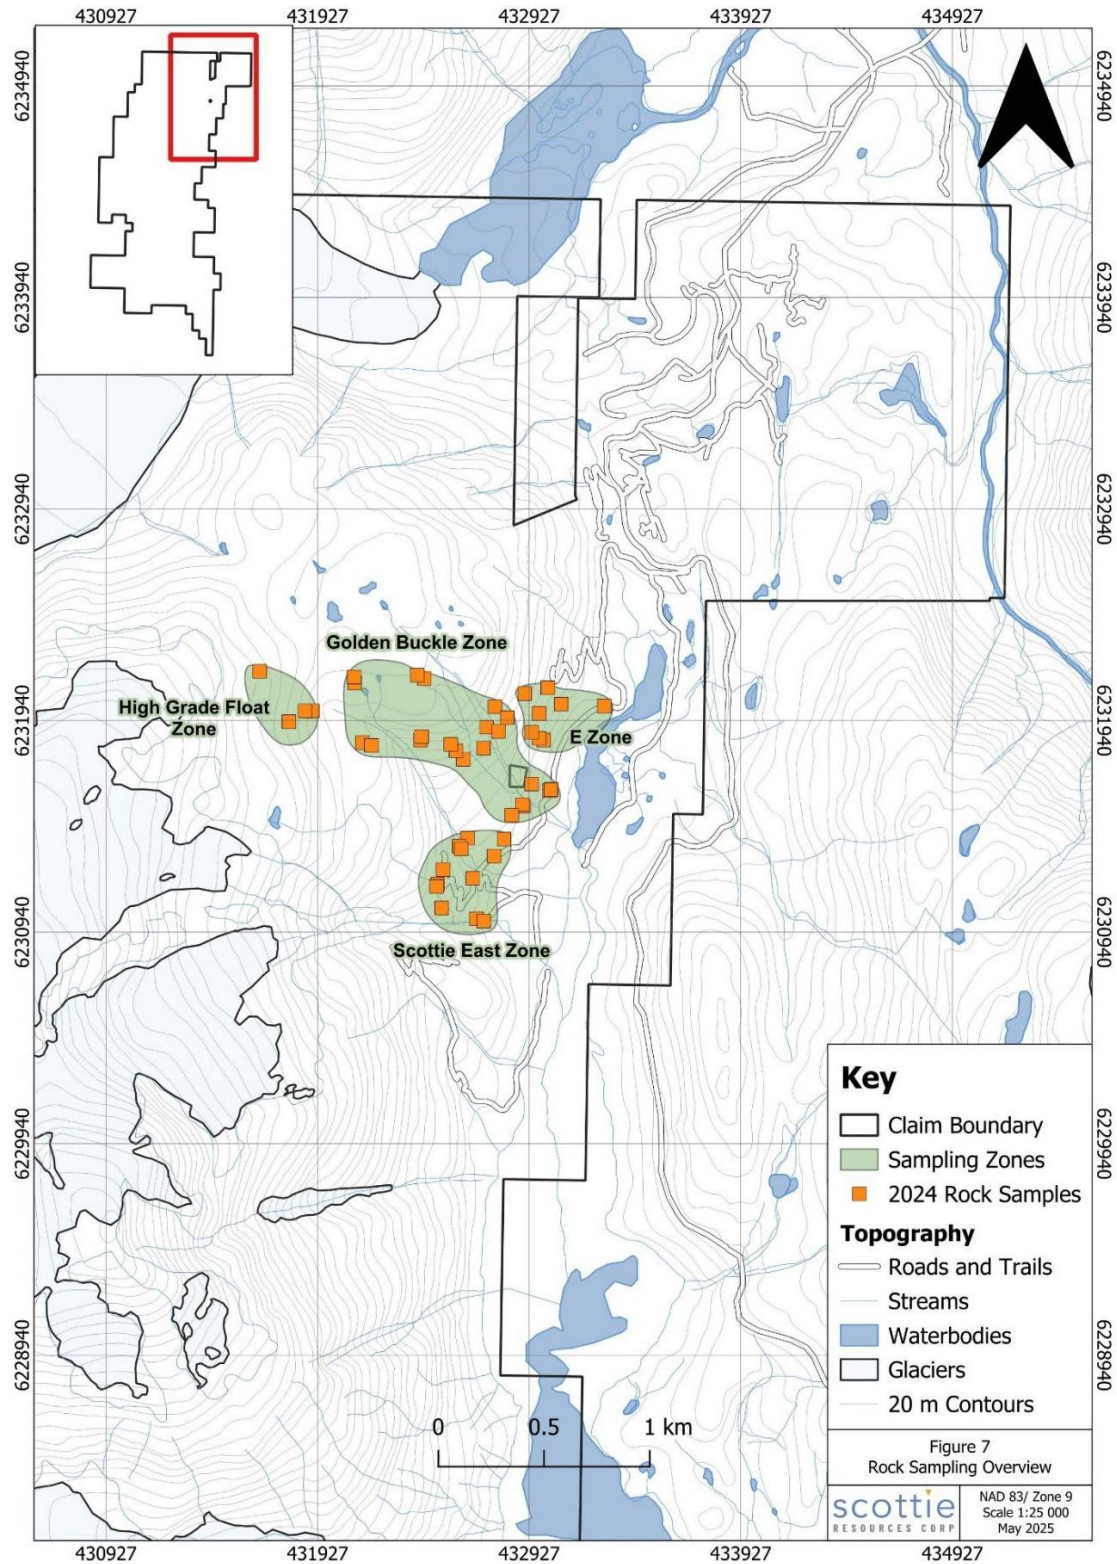 430927
431927
432927
433927
434927
6234940
6234940
6233940
6233940
6232940
6232940
Golden Buckle Zone
High Grade Float
Zone
6231940
6231940
E Zone
6230940
6230940
Scottie East Zone
Key
Claim Boundary
Sampling Zones
2024 Rock Samples
Topography
Roads and Trails
Streams
Waterbodies
Glaciers
20 m Contours
6229940
6229940
6228940
6228940
0 0.5 1 km
Figure 7
Rock Sampling Overview
scottie
RESOURCES CORP
NAD 83/ Zone 9
Scale 1:25 000
May 2025
430927
431927
432927
433927
434927